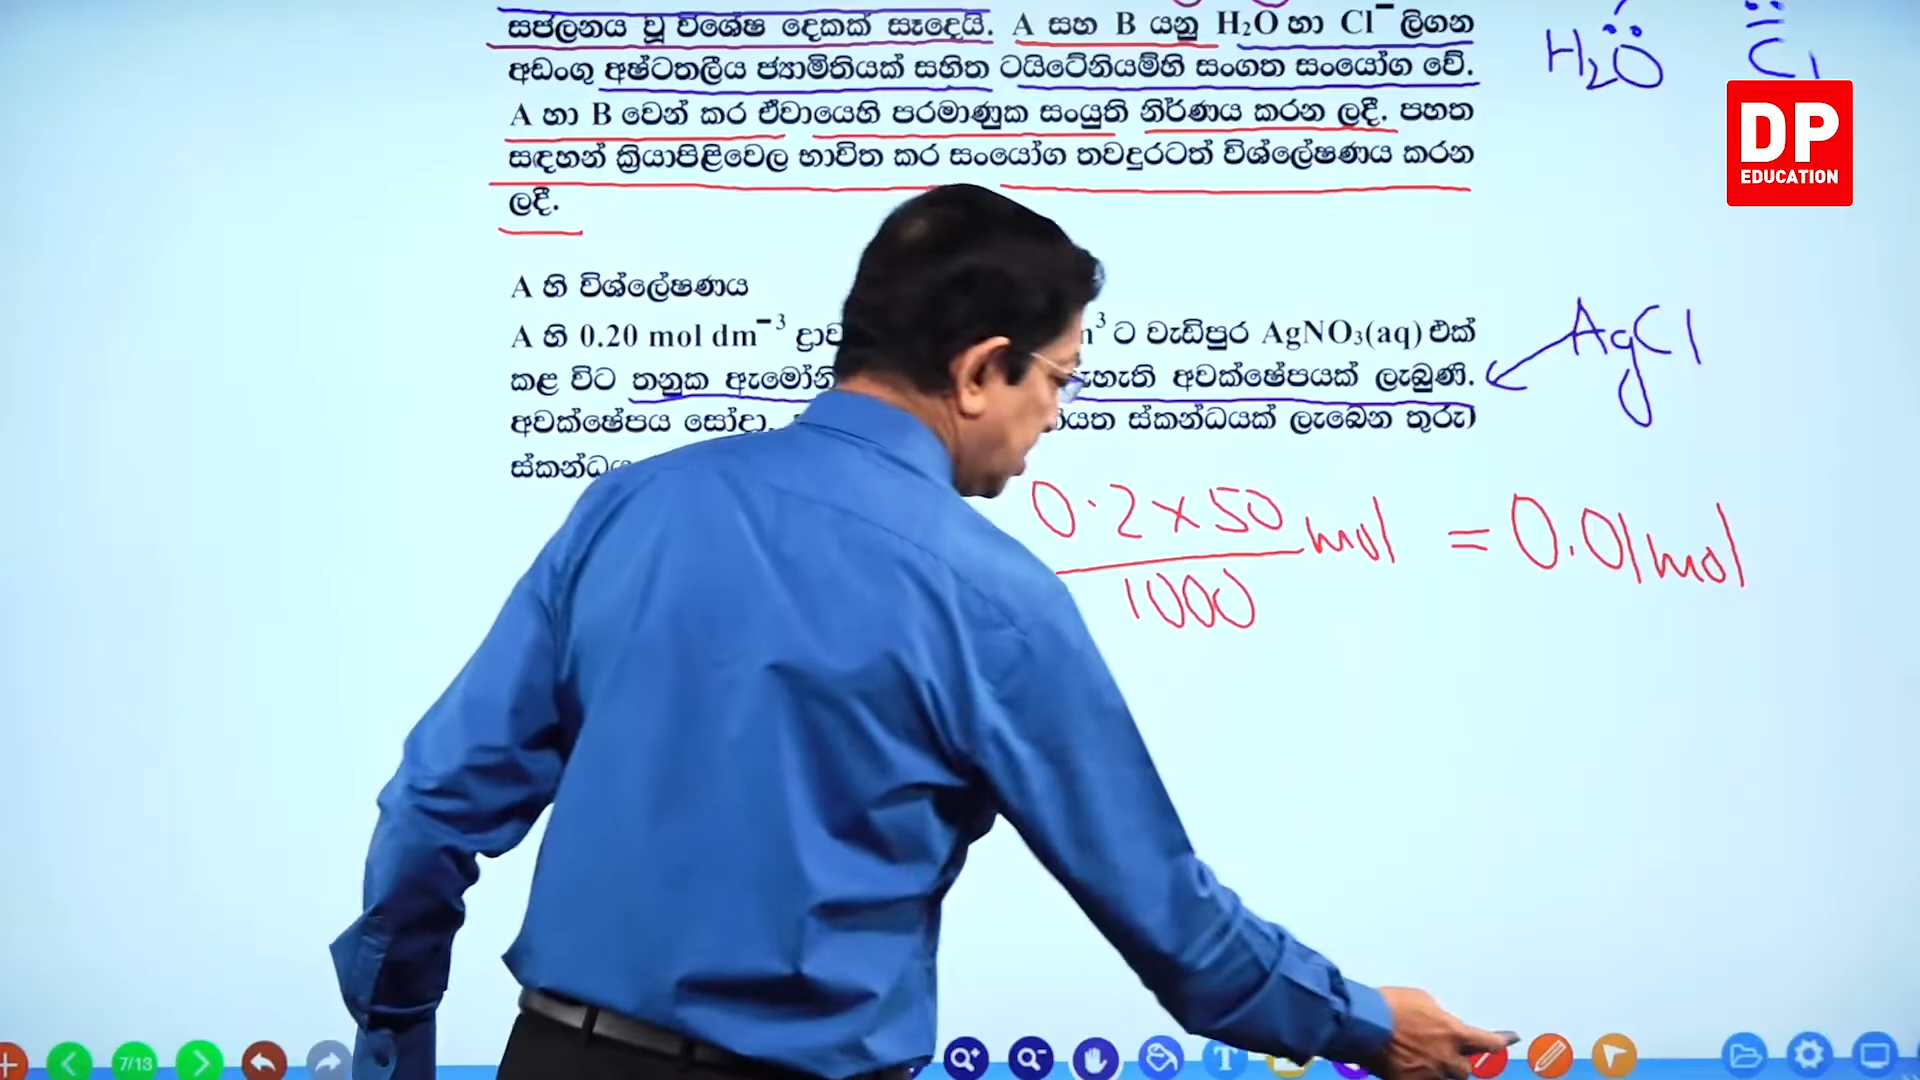 සජලනය වූ විශේෂ දෙකක් සෑදෙයි. A සහ B යනු H₂O හා Cl⁻ ලිගන
අඩංගු අෂ්ටතලීය ජ්‍යාමිතියක් සහිත ටයිටේනියම්හි සංගත සංයෝග වේ.
A හා B වෙන් කර ඒවායෙහි පරමාණුක සංයුති නිර්ණය කරන ලදී. පහත
සඳහන් ක්‍රියාපිළිවෙල භාවිත කර සංයෝග තවදුරටත් විශ්ලේෂණය කරන
ලදී.
H₂O
Cl
DP
EDUCATION
A හි විශ්ලේෂණය
A හි 0.20 mol dm⁻³ ට වැඩිපුර AgNO₃(aq) එක්
කළ විට තනුක අවක්ෂේපයක් ලැබුණි.
AgCl
අවක්ෂේපය සෝදා, ස්කන්ධයක් ලැබෙන තුරු)
0.2 × 50
1000
mol = 0.01 mol
7/13
T